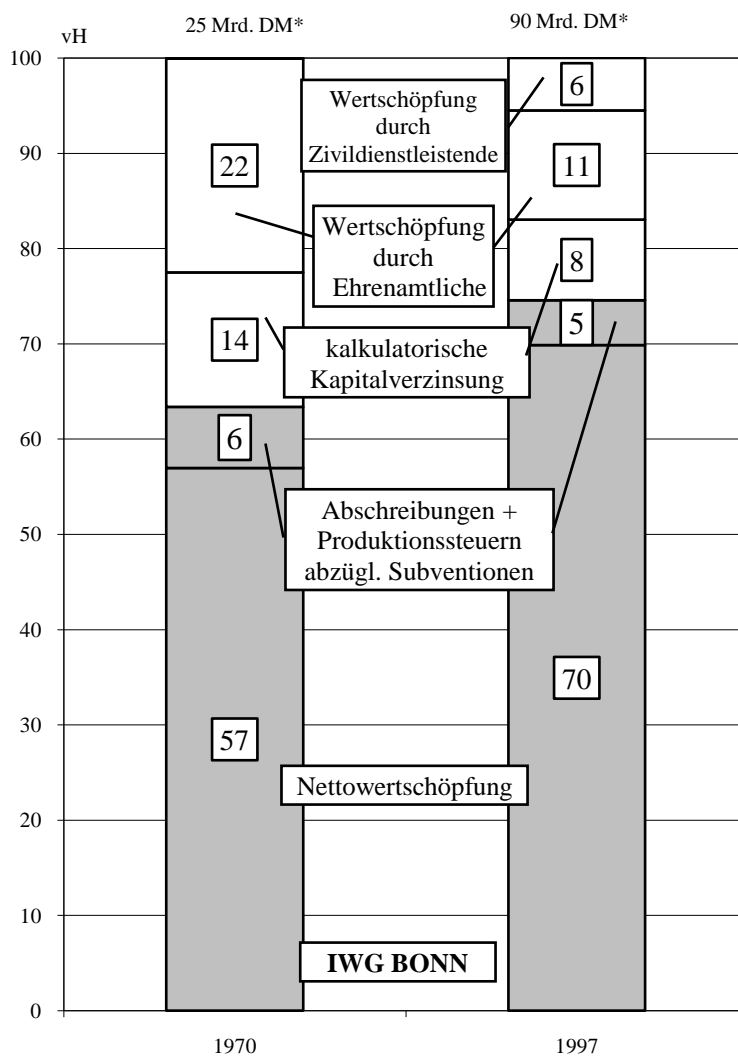 25 Mrd. DM*
90 Mrd. DM*
vH
100
90
80
70
60
50
40
30
20
10
0
6
Wertschöpfung
durch
Zivildienstleistende
22
11
Wertschöpfung
durch
Ehrenamtliche
8
5
14
kalkulatorische
Kapitalverzinsung
6
Abschreibungen +
Produktionssteuern
abzügl. Subventionen
70
57
Nettowertschöpfung
IWG BONN
1970
1997